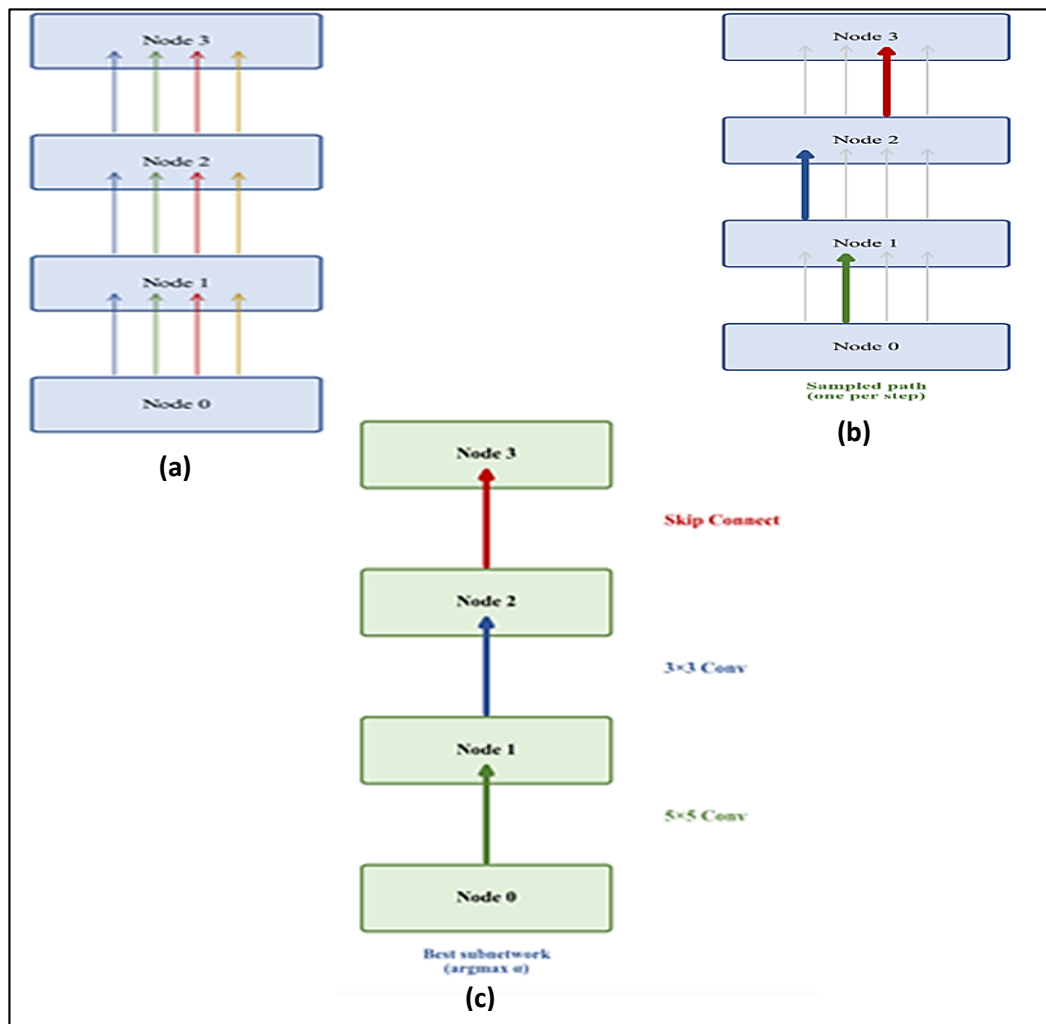 Node 3
Node 2
Node 1
Node 0
(a)
Node 3
Node 2
Node 1
Node 0
Sampled path
(one per step)
(b)
Node 3
Skip Connect
Node 2
3×3 Conv
Node 1
5×5 Conv
Node 0
Best subnetwork
(argmax α)
(c)